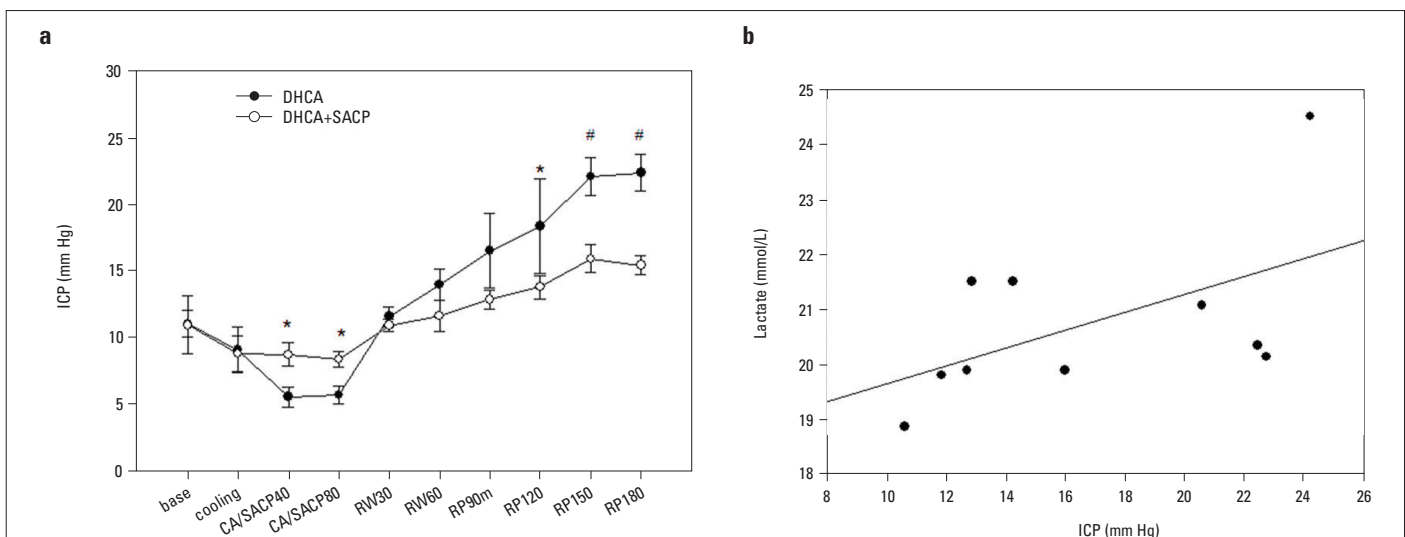 a
30
25
20
15
10
5
0
ICP (mm Hg)
DHCA
DHCA+SACP
*
*
*
#
#
base
cooling
CA/SACP40
CA/SACP80
RW30
RW60
RP90m
RP120
RP150
RP180
b
25
24
23
22
21
20
19
18
Lactate (mmol/L)
8 10 12 14 16 18 20 22 24 26
ICP (mm Hg)